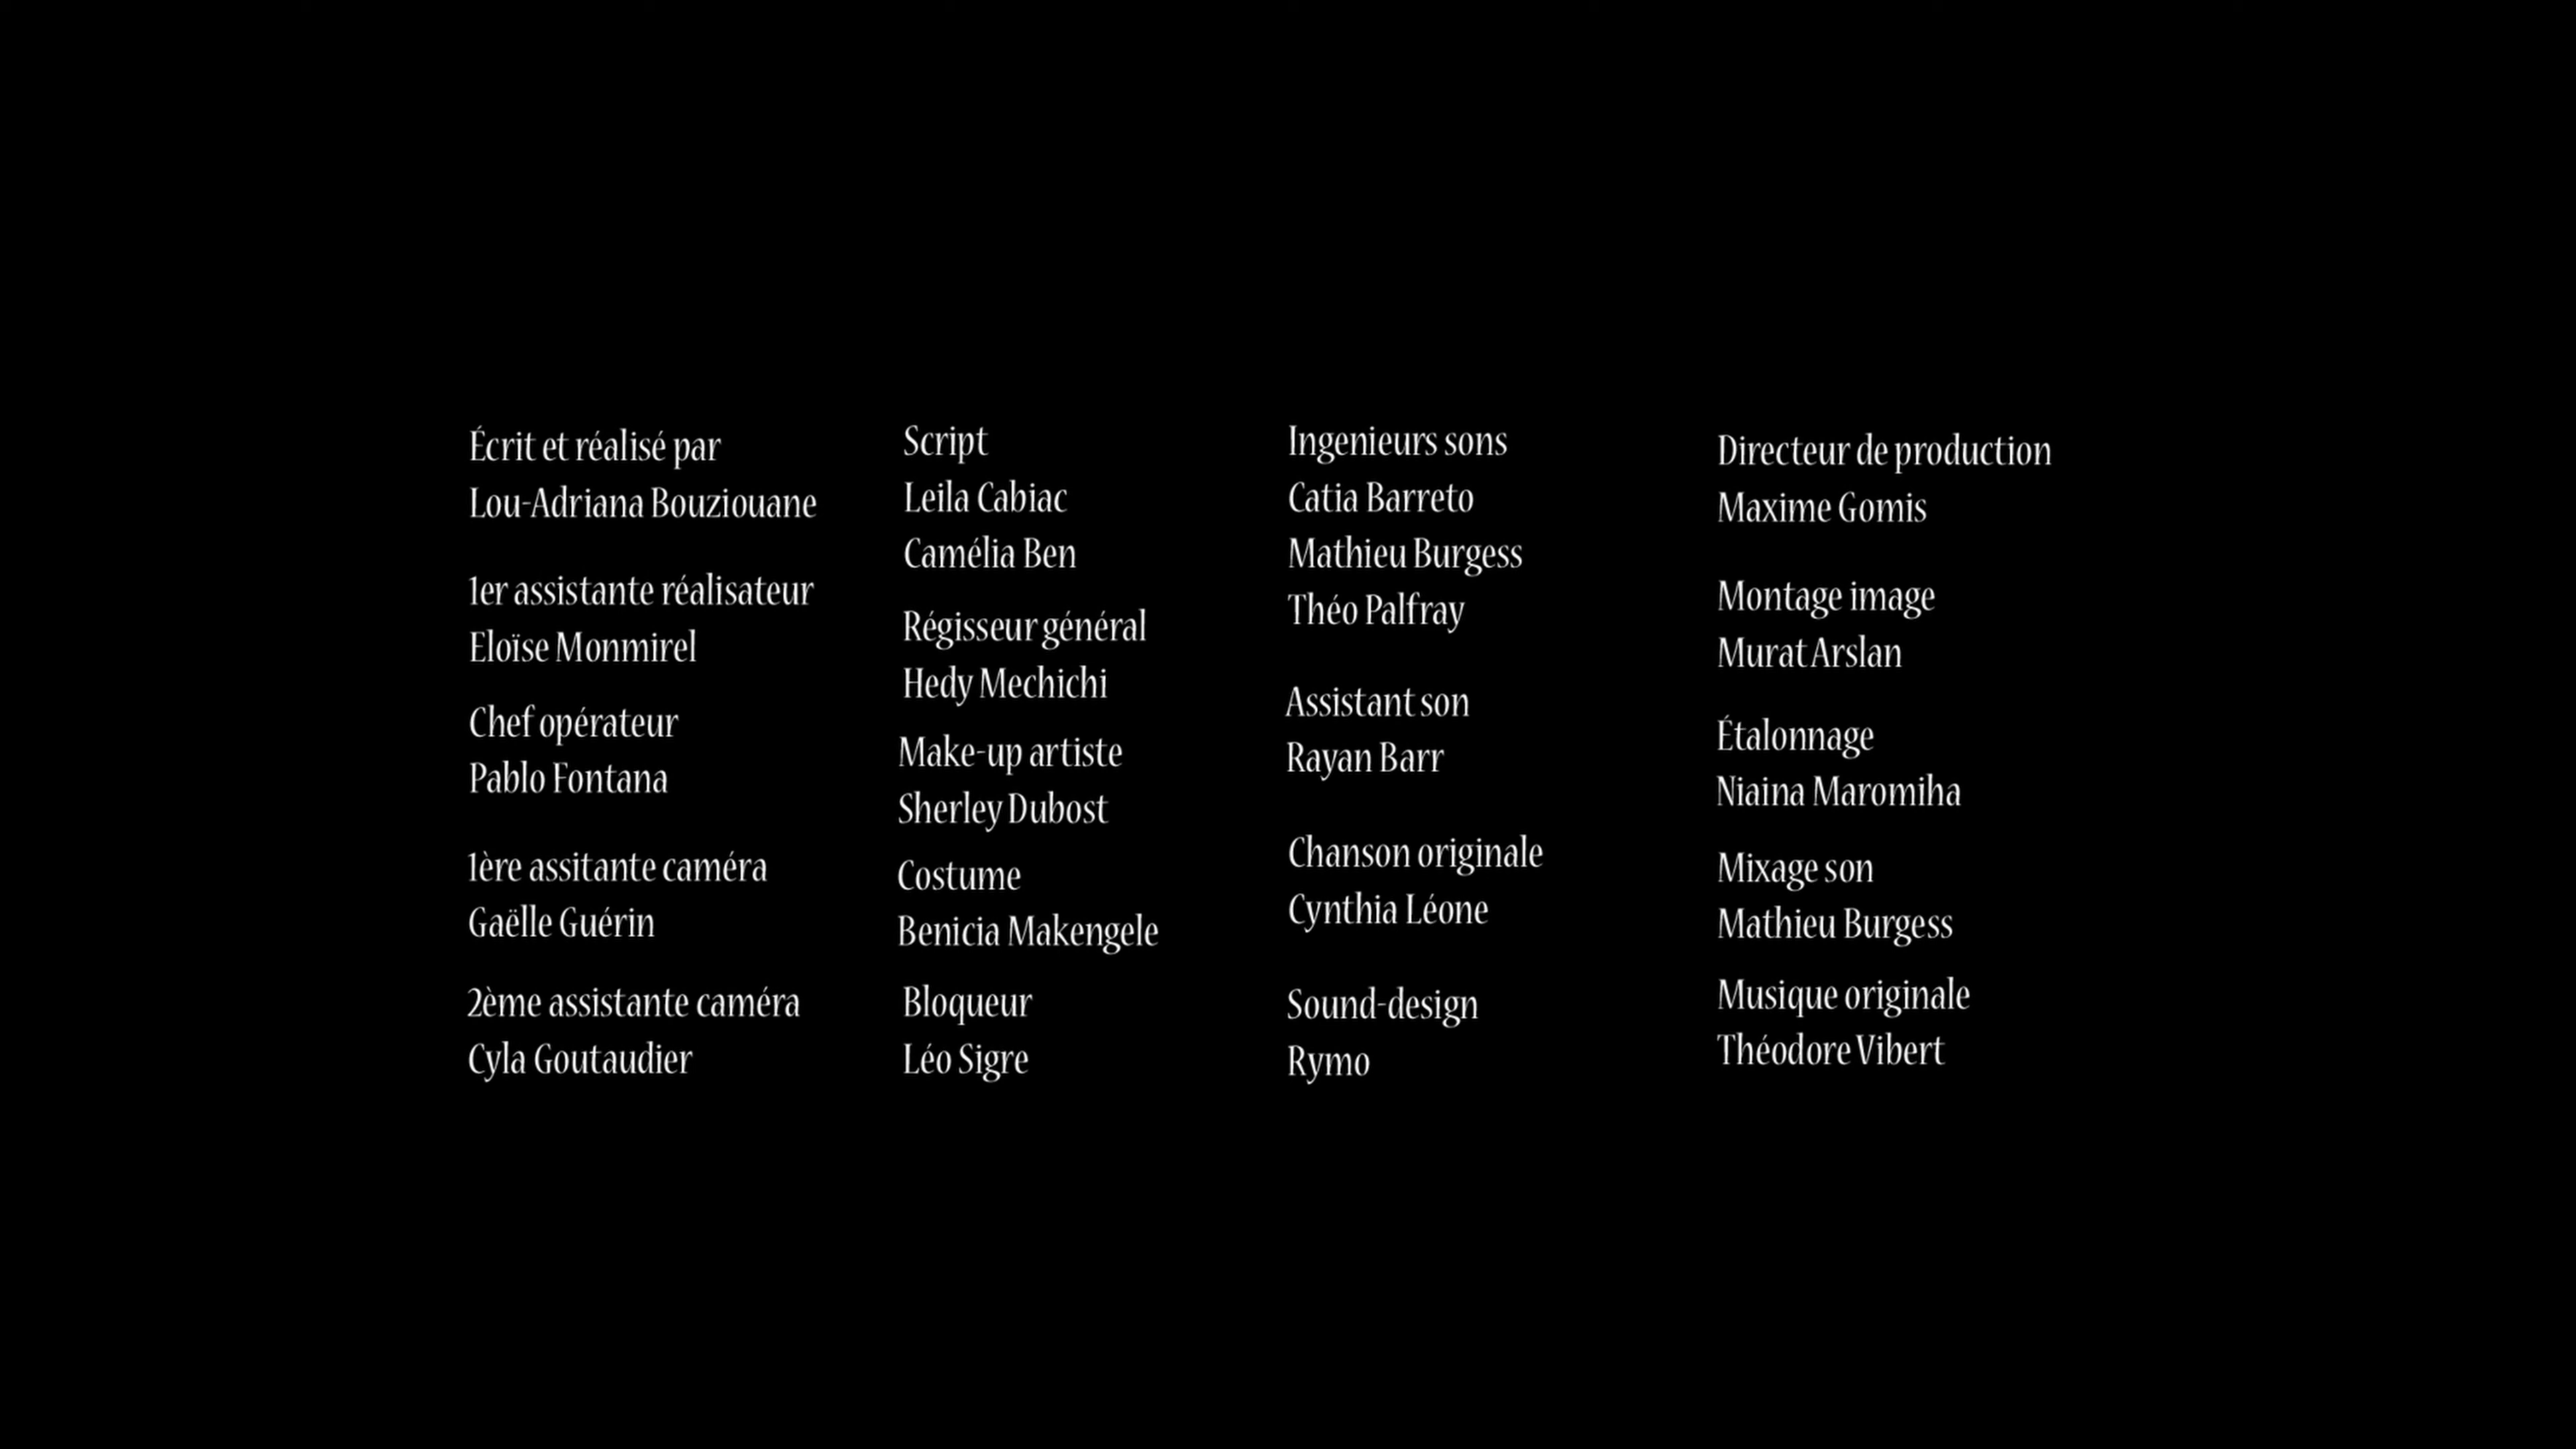 Écrit et réalisé par
Lou-Adriana Bouziouane
1er assistante réalisateur
Eloïse Monmirel
Chef opérateur
Pablo Fontana
1ère assitante caméra
Gaëlle Guérin
2ème assistante caméra
Cyla Goutaudier
Script
Leila Cabiac
Camélia Ben
Régisseur général
Hedy Mechichi
Make-up artiste
Sherley Dubost
Costume
Benicia Makengele
Bloqueur
Léo Sigre
Ingenieurs sons
Catia Barreto
Mathieu Burgess
Théo Palfray
Assistant son
Rayan Barr
Chanson originale
Cynthia Léone
Sound-design
Rymo
Directeur de production
Maxime Gomis
Montage image
Murat Arslan
Étalonnage
Niaina Maromiha
Mixage son
Mathieu Burgess
Musique originale
Théodore Vibert